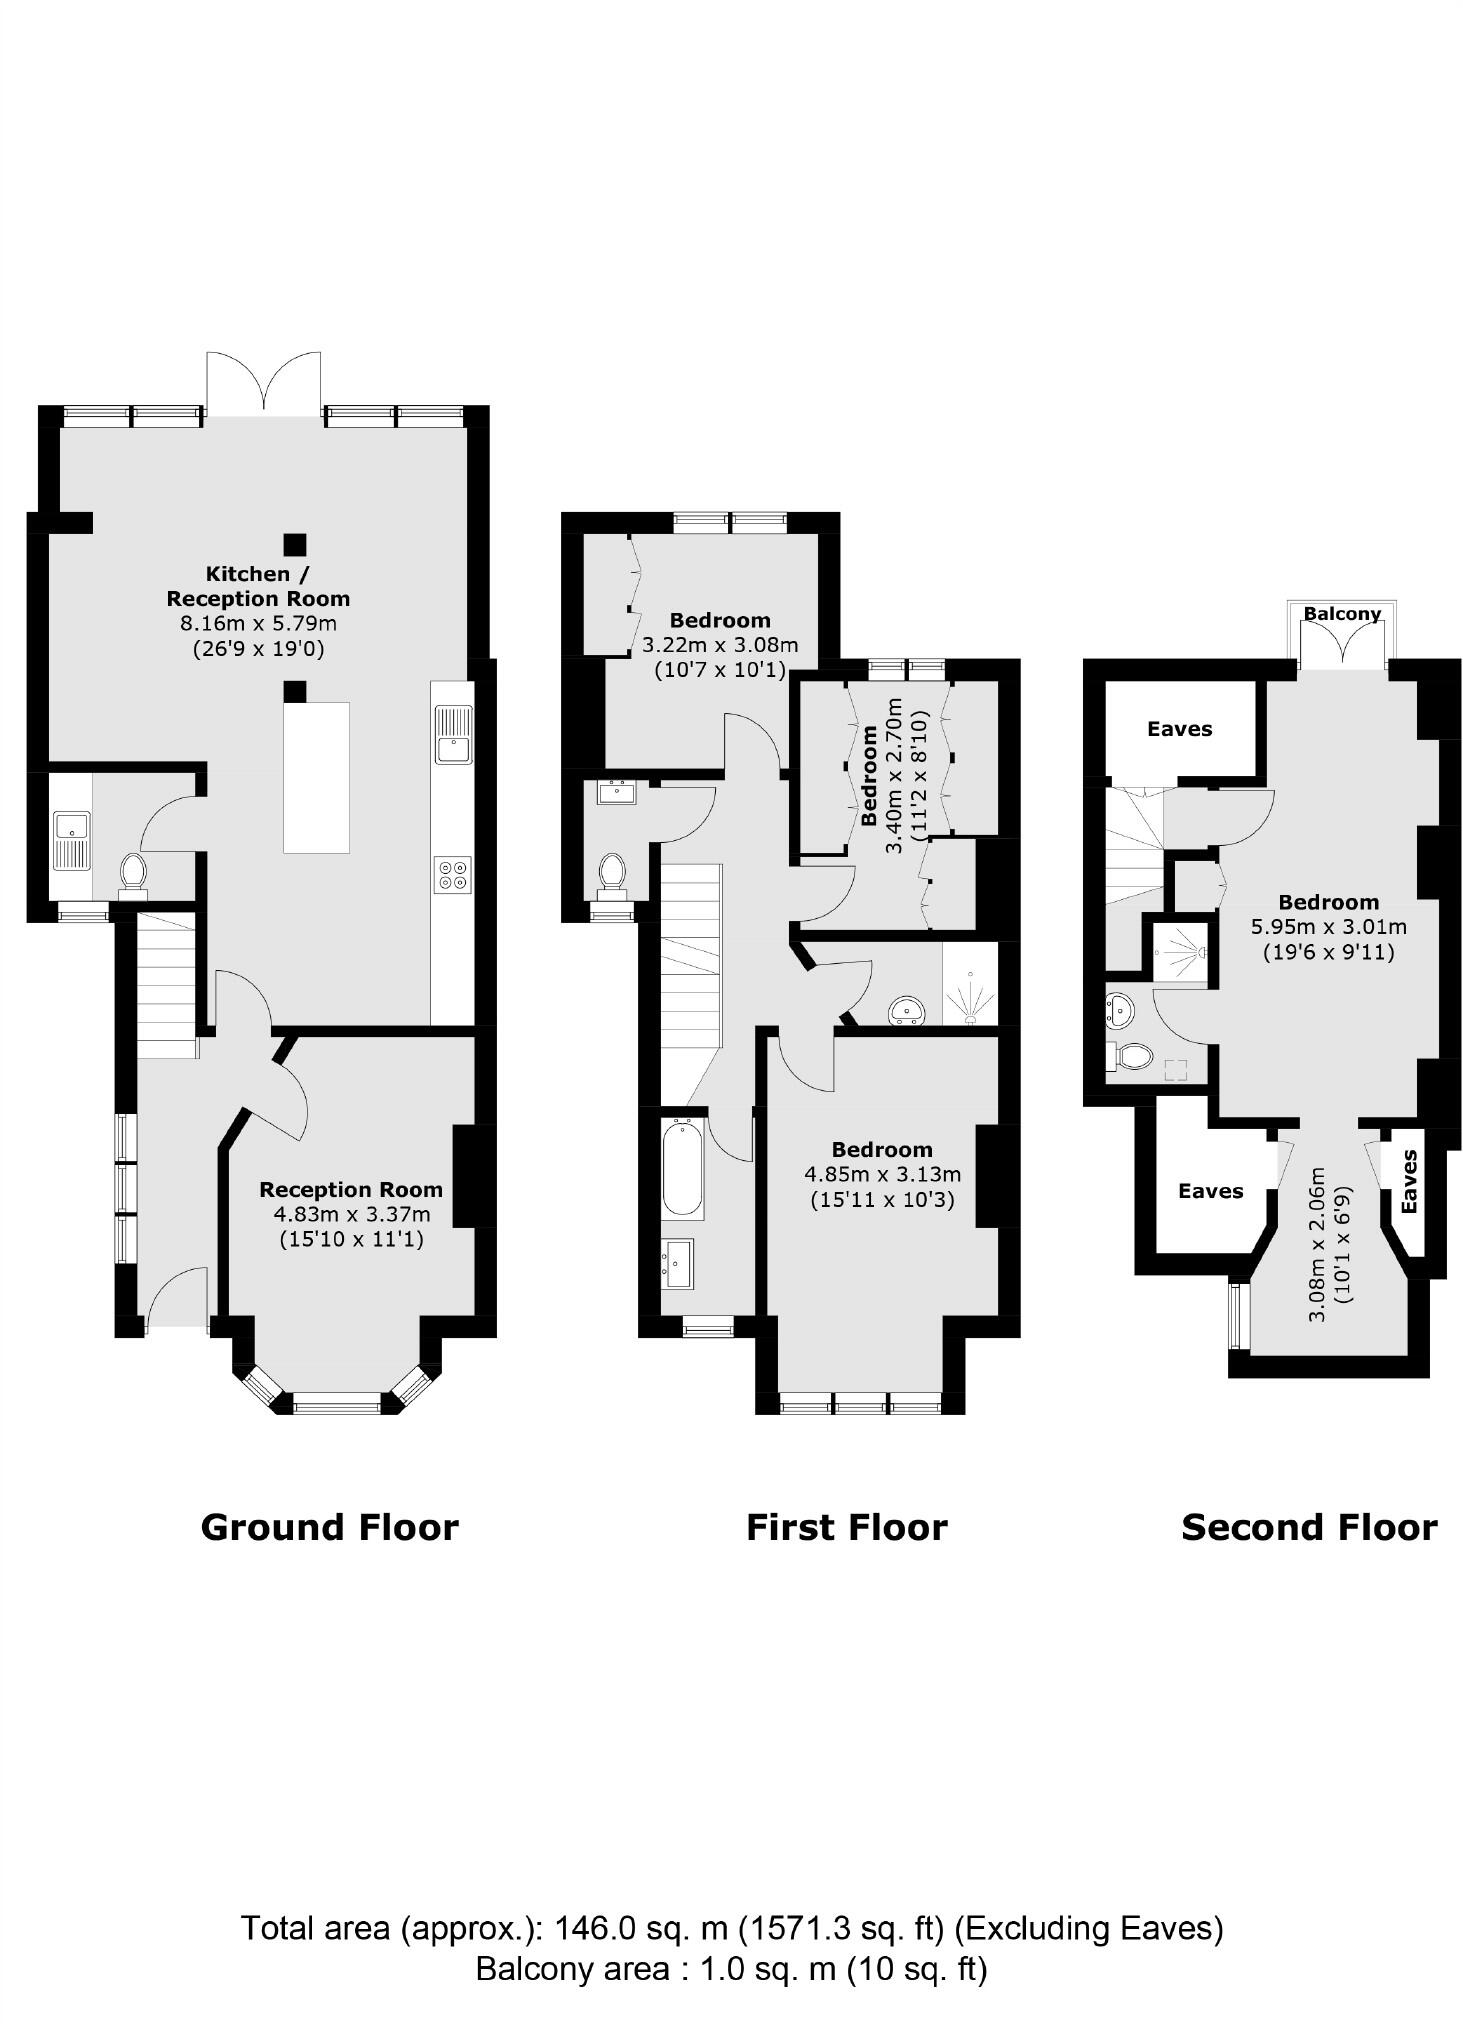 Kitchen /
Reception Room
8.16m x 5.79m
(26'9 x 19'0)
Reception Room
4.83m x 3.37m
(15'10 x 11'1)
Ground Floor
Bedroom
3.22m x 3.08m
(10'7 x 10'1)
Bedroom
3.40m x 2.70m
(11'2 x 8'10)
Bedroom
4.85m x 3.13m
(15'11 x 10'3)
First Floor
Balcony
Eaves
Bedroom
5.95m x 3.01m
(19'6 x 9'11)
Eaves
3.08m x 2.06m
(10'1 x 6'9)
Eaves
Second Floor
Total area (approx.): 146.0 sq. m (1571.3 sq. ft) (Excluding Eaves)
Balcony area : 1.0 sq. m (10 sq. ft)